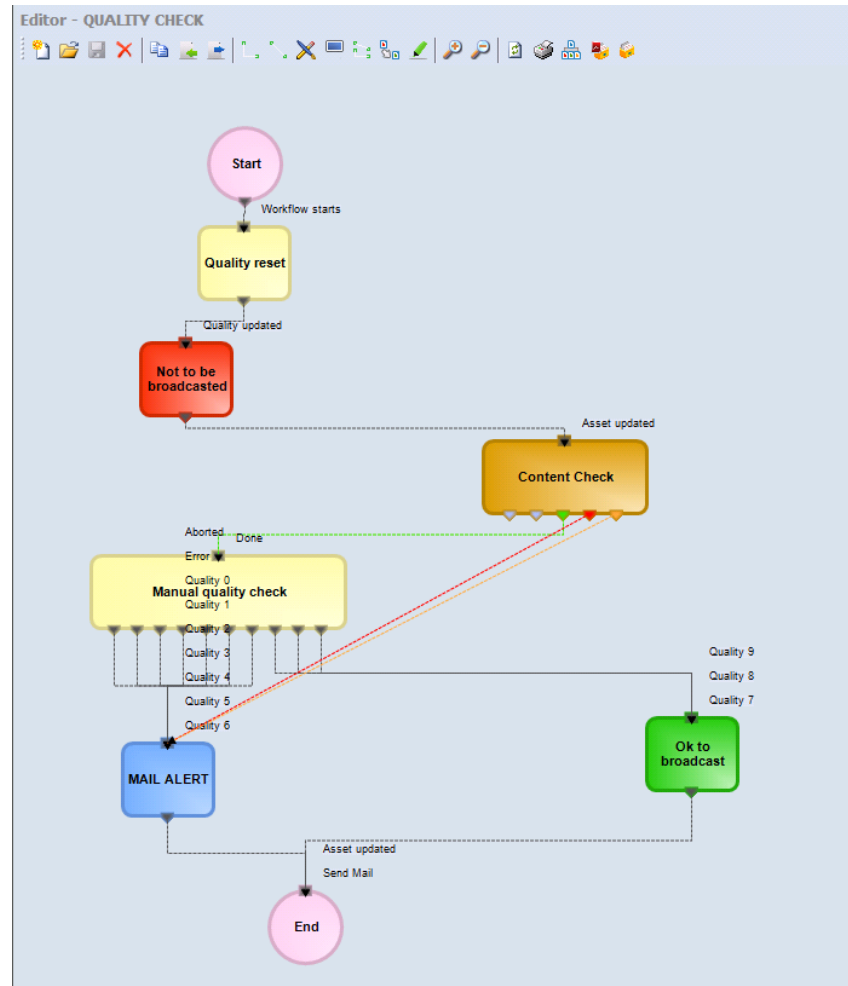 Editor - QUALITY CHECK
Start
Workflow starts
Quality reset
Quality updated
Not to be
broadcasted
Asset updated
Content Check
Aborted
Done
Error
Quality 0
Manual quality check
Quality 1
Quality 2
Quality 3
Quality 4
Quality 5
Quality 6
Quality 9
Quality 8
Quality 7
MAIL ALERT
Ok to
broadcast
Asset updated
Send Mail
End